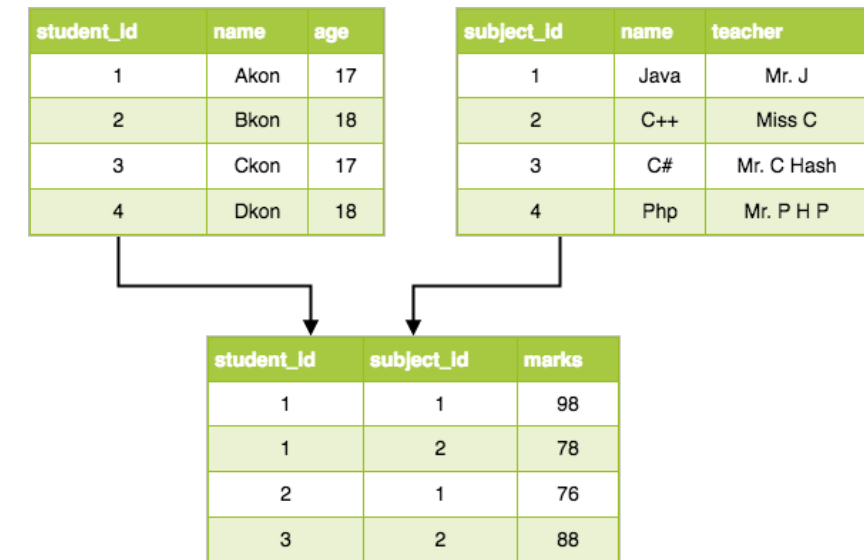 student_id name age
1 Akon 17
2 Bkon 18
3 Ckon 17
4 Dkon 18
subject_id name teacher
1 Java Mr. J
2 C++ Miss C
3 C# Mr. C Hash
4 Php Mr. P H P
student_id subject_id marks
1 1 98
1 2 78
2 1 76
3 2 88